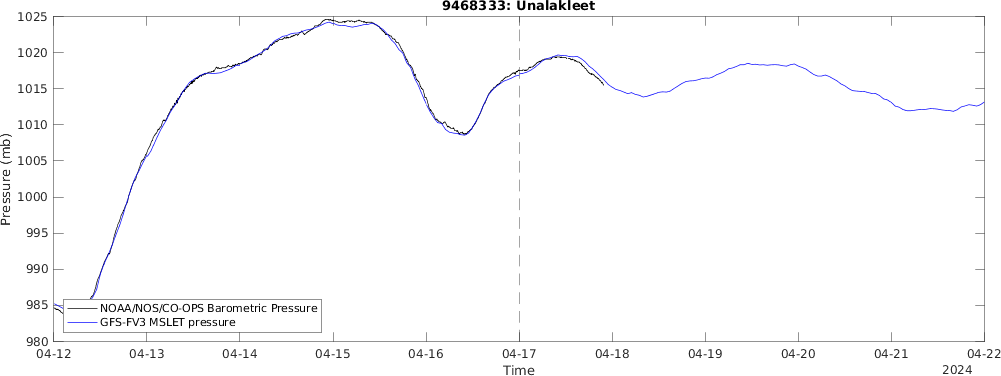 9468333: Unalakleet
1025
1020
1015
1010
1005
1000
995
990
985
980
Pressure (mb)
NOAA/NOS/CO-OPS Barometric Pressure
GFS-FV3 MSLET pressure
04-12 04-13 04-14 04-15 04-16 04-17 04-18 04-19 04-20 04-21 04-22
Time
2024